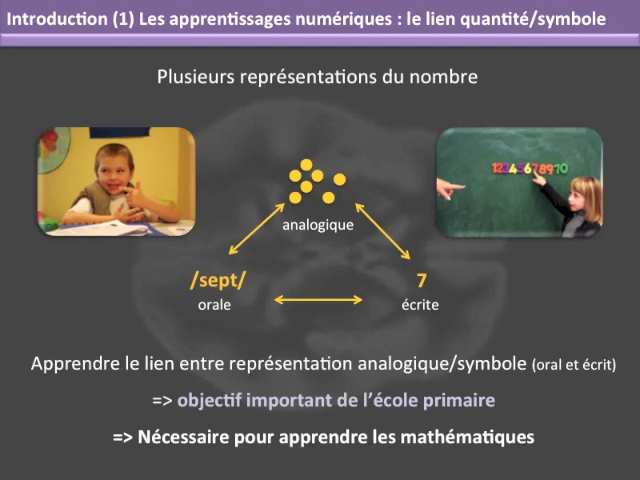 Introduction (1) Les apprentissages numériques : le lien quantité/symbole
Plusieurs représentations du nombre
12345678910
analogique
/sept/
7
orale
écrite
Apprendre le lien entre représentation analogique/symbole (oral et écrit)
=> objectif important de l'école primaire
=> Nécessaire pour apprendre les mathématiques